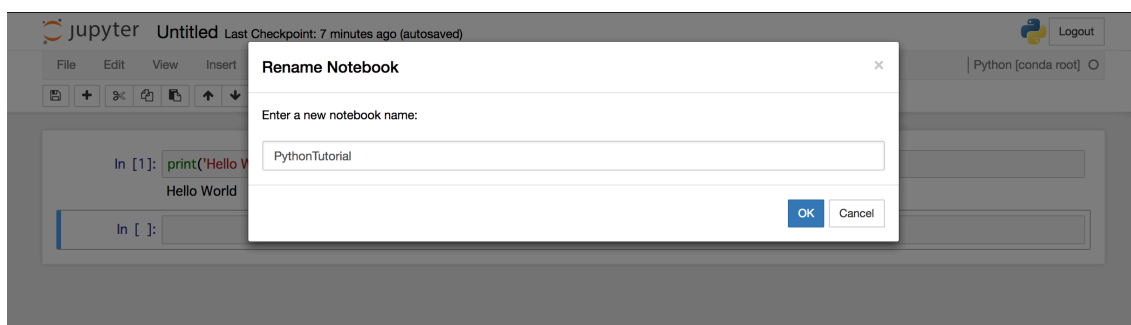 jupyter Untitled Last Checkpoint: 7 minutes ago (autosaved) Logout
File Edit View Insert Python [conda root]
Rename Notebook ×
Enter a new notebook name:
PythonTutorial
OK Cancel
In [1]: print('Hello W
Hello World
In [ ]: